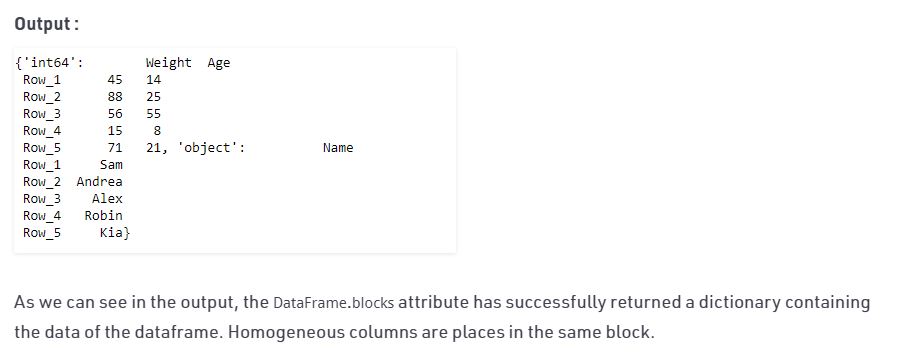 Output :
{'int64':        Weight  Age
 Row_1      45   14
 Row_2      88   25
 Row_3      56   55
 Row_4      15    8
 Row_5      71   21, 'object':          Name
 Row_1     Sam
 Row_2  Andrea
 Row_3    Alex
 Row_4   Robin
 Row_5     Kia}
As we can see in the output, the DataFrame.blocks attribute has successfully returned a dictionary containing
the data of the dataframe. Homogeneous columns are places in the same block.